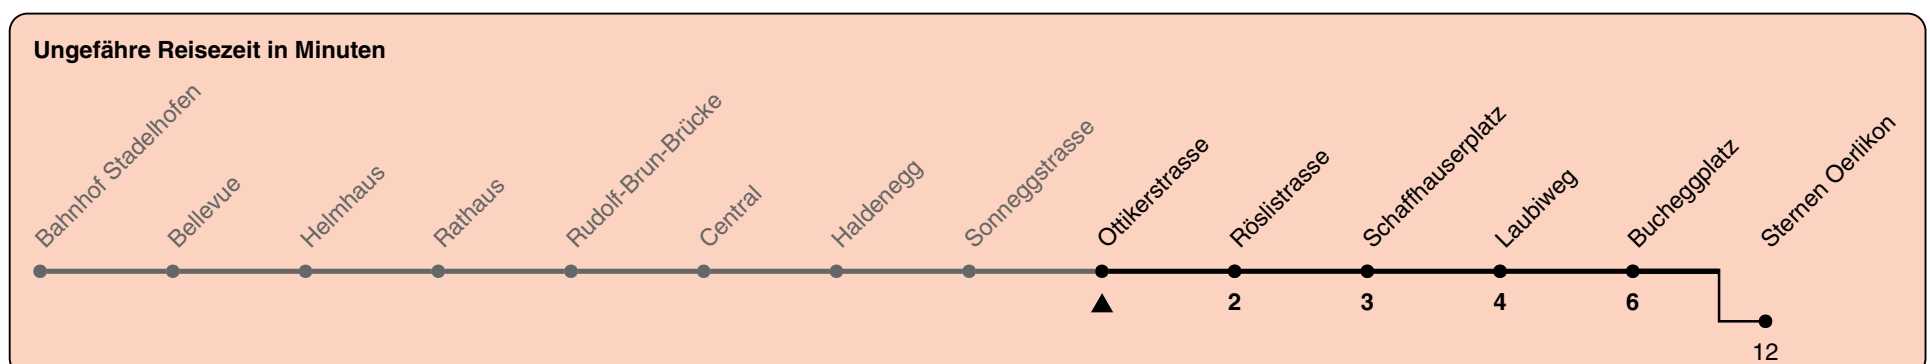 Ungefähre Reisezeit in Minuten
Bahnhof Stadelhofen
Bellevue
Helmhaus
Rathaus
Rudolf-Brun-Brücke
Central
Haldenegg
Sonneggstrasse
Ottikerstrasse
Röslistrasse
Schaffhauserplatz
Laubiweg
Bucheggplatz
Sternen Oerlikon
2
3
4
6
12